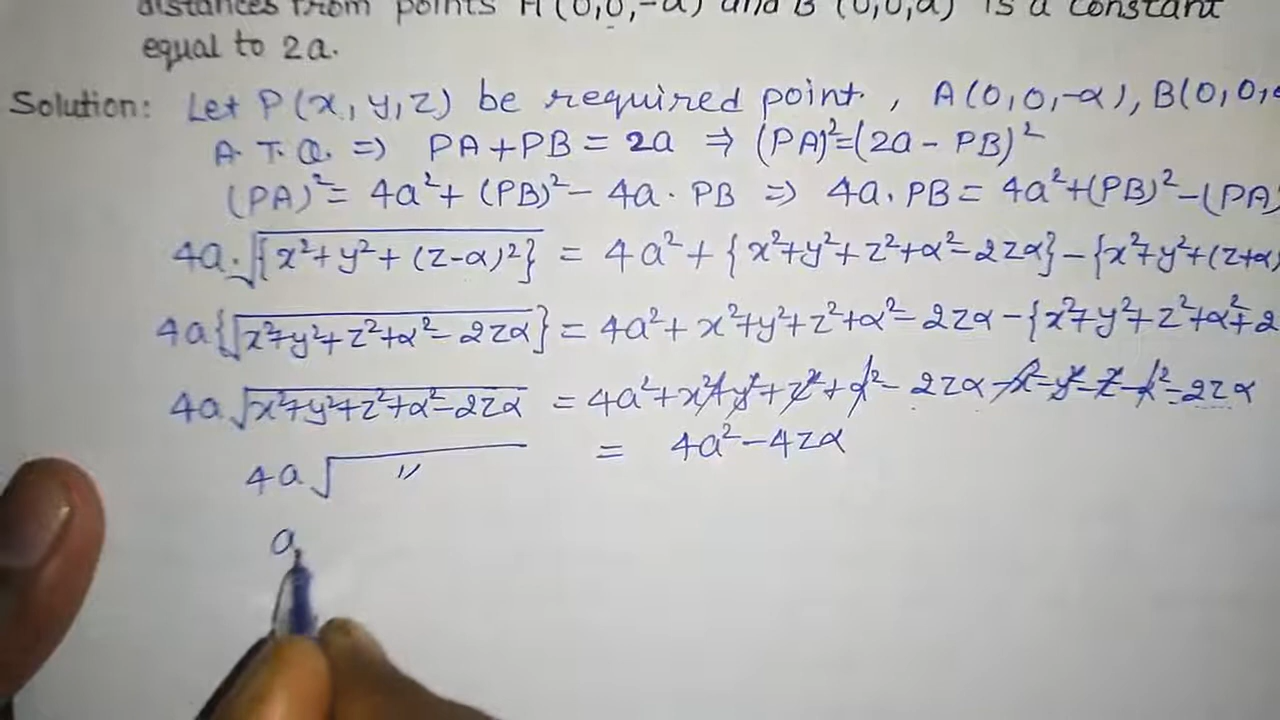 distances from points A(0,0,-α) and B (0,0,α) is a constant
equal to 2a.
Solution: Let P(x, y, z) be required point, A(0,0,-α), B(0,0,
A.T.Q. ⇒ PA+PB = 2a ⇒ (PA)²=(2a - PB)²
(PA)² = 4a² + (PB)² - 4a . PB ⇒ 4a. PB = 4a²+(PB)²-(PA)
4a.√{x²+y²+(z-α)²} = 4a²+{x²+y²+z²+α²-2zα}-{x²+y²+(z+α)
4a{√x²+y²+z²+α²-2zα} = 4a²+x²+y²+z²+α²-2zα-{x²+y²+z²+α²+2
4a√x²+y²+z²+α²-2zα = 4a²+x²+y²+z²+α²-2zα-x²-y²-z²-α²-2zα
4a√ " = 4a²-4zα
a